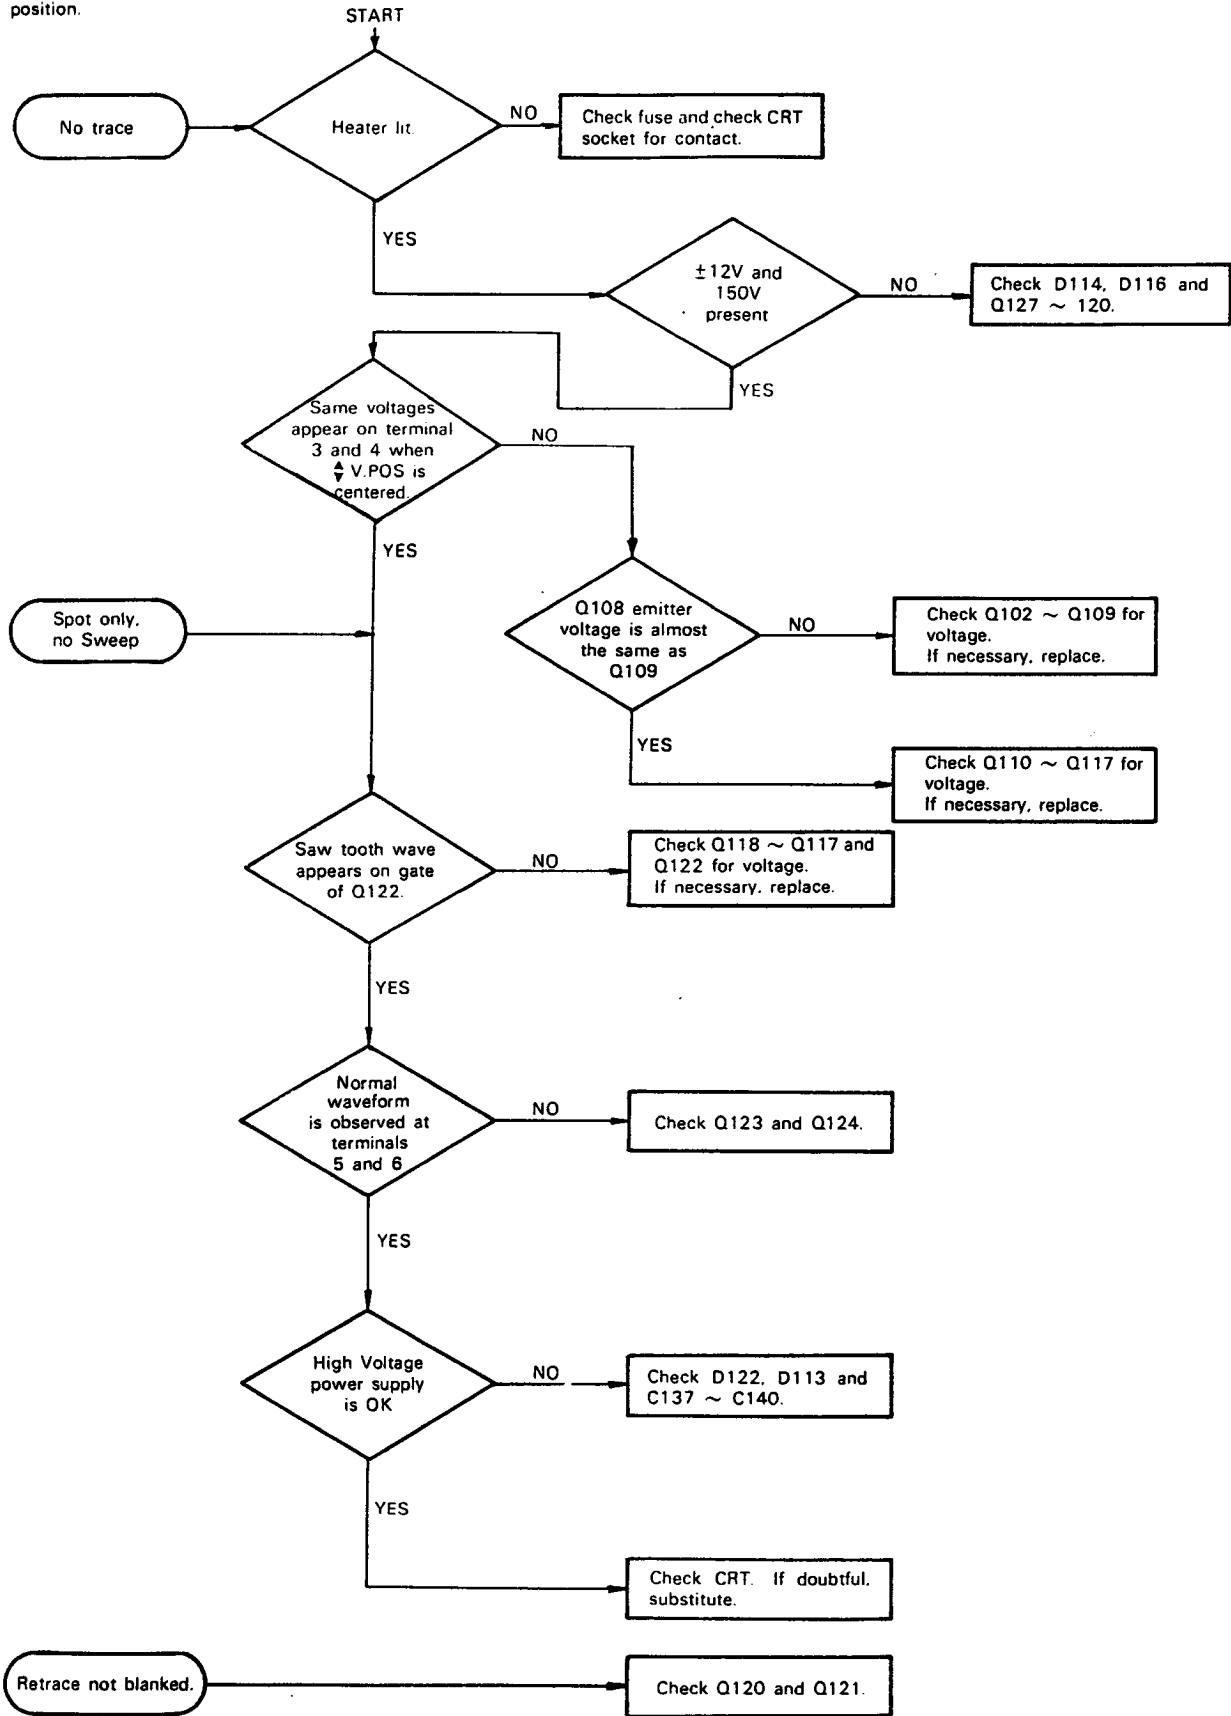 position.
START
No trace
Heater lit.
NO
Check fuse and check CRT
socket for contact.
YES
±12V and
150V
present
NO
Check D114, D116 and
Q127 ~ 120.
YES
Same voltages
appear on terminal
3 and 4 when
▲▼ V.POS is
centered.
NO
YES
Spot only,
no Sweep
Q108 emitter
voltage is almost
the same as
Q109
NO
Check Q102 ~ Q109 for
voltage.
If necessary, replace.
YES
Check Q110 ~ Q117 for
voltage.
If necessary, replace.
Saw tooth wave
appears on gate
of Q122.
NO
Check Q118 ~ Q117 and
Q122 for voltage.
If necessary, replace.
YES
Normal
waveform
is observed at
terminals
5 and 6
NO
Check Q123 and Q124.
YES
High Voltage
power supply
is OK
NO
Check D122, D113 and
C137 ~ C140.
YES
Check CRT. If doubtful,
substitute.
Retrace not blanked.
Check Q120 and Q121.